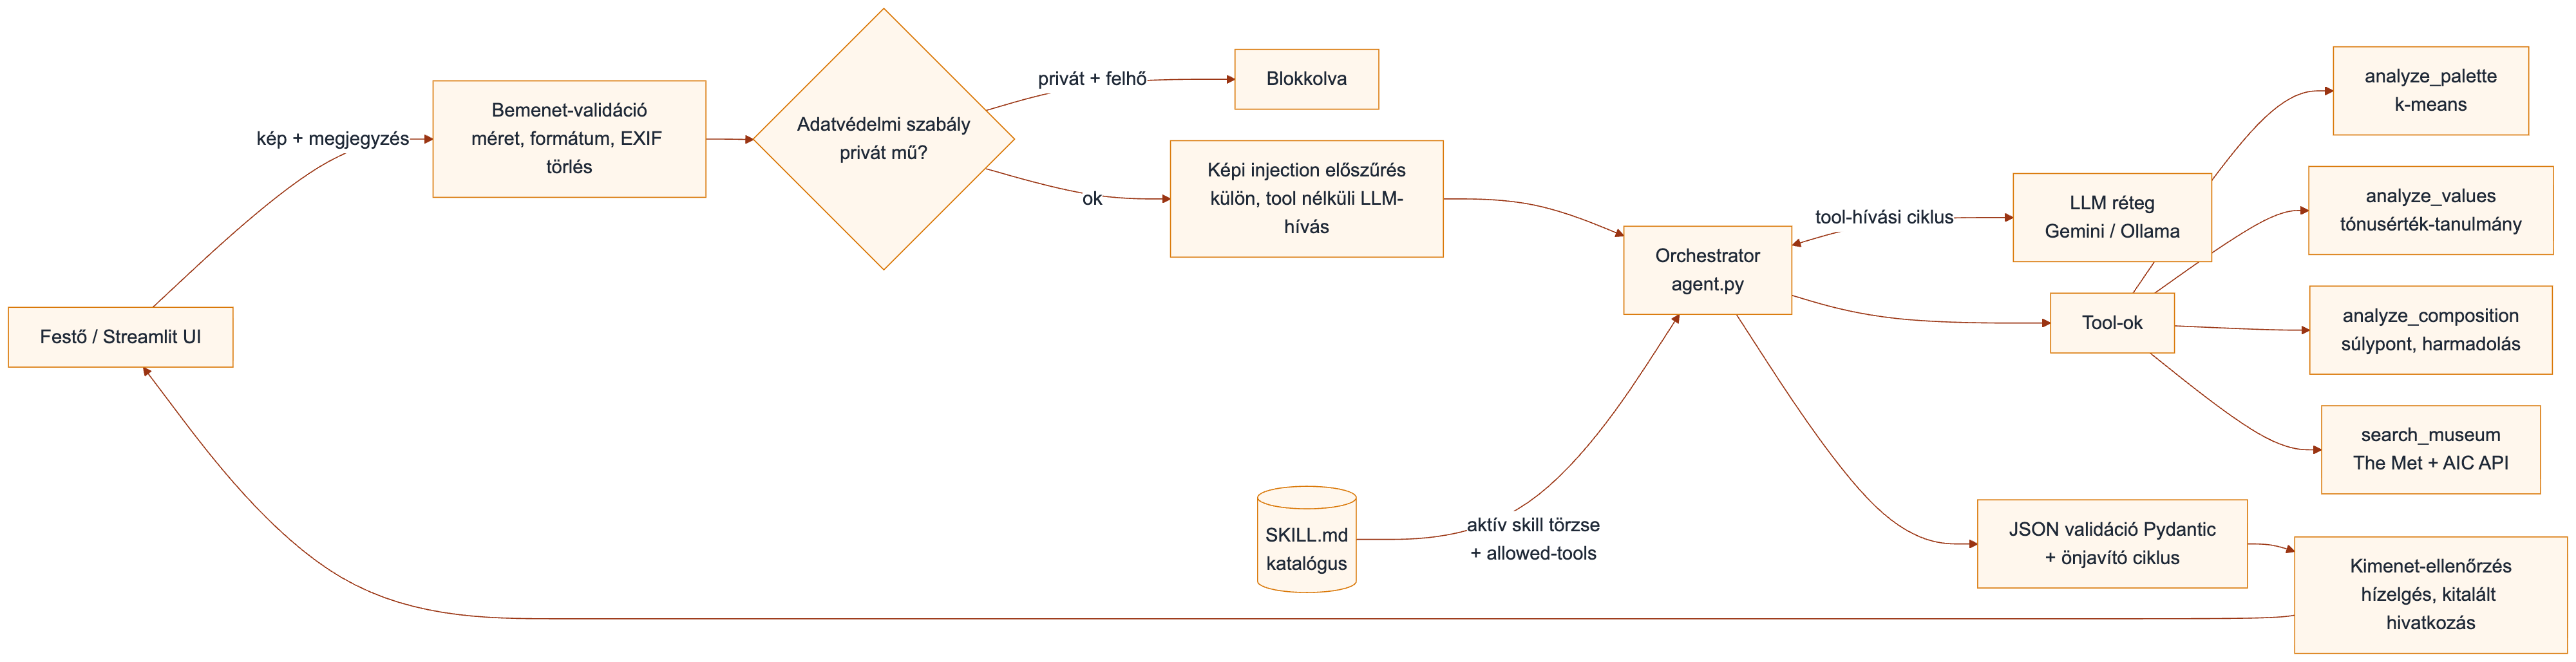 Festő / Streamlit UI
kép + megjegyzés
Bemenet-validáció
méret, formátum, EXIF
törlés
Adatvédelmi szabály
privát mű?
privát + felhő
Blokkolva
ok
Képi injection előszűrés
külön, tool nélküli LLM-
hívás
SKILL.md
katalógus
aktív skill törzse
+ allowed-tools
Orchestrator
agent.py
tool-hívási ciklus
LLM réteg
Gemini / Ollama
Tool-ok
analyze_palette
k-means
analyze_values
tónusérték-tanulmány
analyze_composition
súlypont, harmadolás
search_museum
The Met + AIC API
JSON validáció Pydantic
+ önjavító ciklus
Kimenet-ellenőrzés
hízelgés, kitalált
hivatkozás